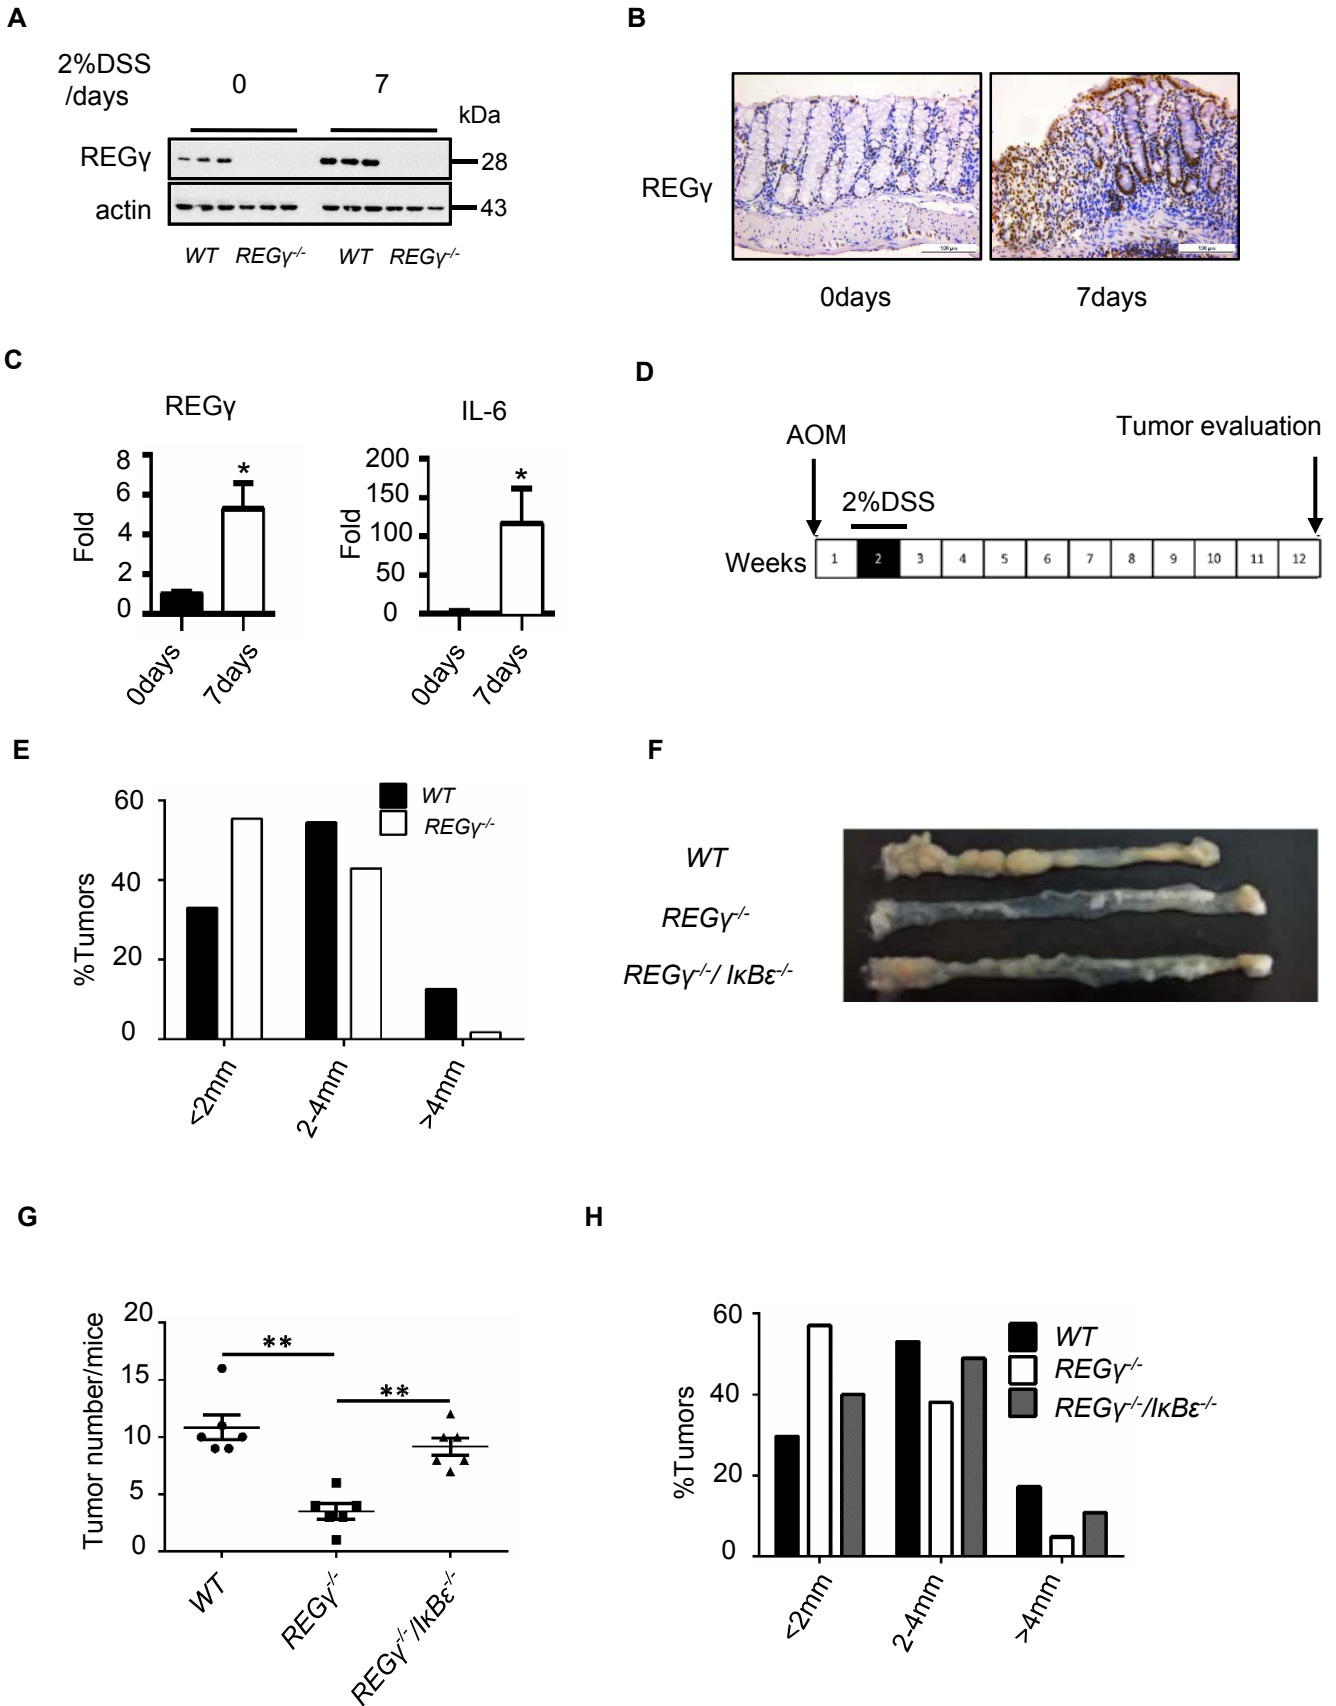 A
2%DSS
/days
0
7
kDa
REGγ
28
actin
43
WT
REGγ-/-
WT
REGγ-/-
B
REGγ
100 μm
100 μm
0days
7days
C
REGγ
Fold
8
6
4
2
0
*
0days
7days
IL-6
Fold
200
150
100
50
0
*
0days
7days
D
AOM
Tumor evaluation
2%DSS
Weeks
1 2 3 4 5 6 7 8 9 10 11 12
E
%Tumors
60
40
20
0
WT
REGγ-/-
<2mm
2-4mm
>4mm
F
WT
REGγ-/-
REGγ-/-/ IκBε-/-
G
Tumor number/mice
20
15
10
5
0
**
**
WT
REGγ-/-
REGγ-/-/IκBε-/-
H
%Tumors
60
40
20
0
WT
REGγ-/-
REGγ-/-/IκBε-/-
<2mm
2-4mm
>4mm